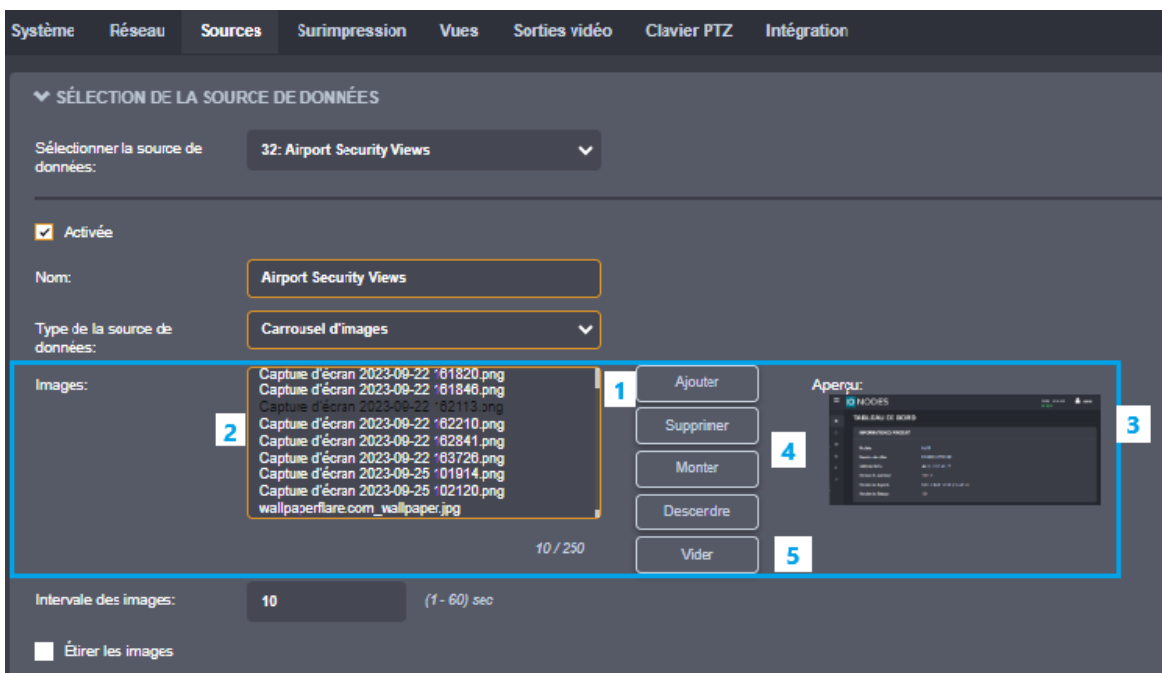 Système Réseau Sources Surimpression Vues Sorties vidéo Clavier PTZ Intégration
SÉLECTION DE LA SOURCE DE DONNÉES
Sélectionner la source de données:
32: Airport Security Views
Activée
Nom:
Airport Security Views
Type de la source de données:
Carrousel d'images
Images:
Capture d'écran 2023-09-22 161820.png
Capture d'écran 2023-09-22 161846.png
Capture d'écran 2023-09-22 162113.png
Capture d'écran 2023-09-22 162210.png
Capture d'écran 2023-09-22 162841.png
Capture d'écran 2023-09-22 163726.png
Capture d'écran 2023-09-25 101914.png
Capture d'écran 2023-09-25 102120.png
wallpaperflare.com_wallpaper.jpg
10 / 250
1
2
Ajouter
Supprimer
Monter
Descendre
Vider
4
5
Aperçu:
IONODES
TABLEAU DE BORD
3
Intervale des images:
10
(1 - 60) sec
Étirer les images